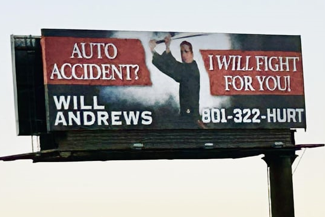 AUTO
ACCIDENT?
I WILL FIGHT
FOR YOU!
WILL
ANDREWS
801-322-HURT